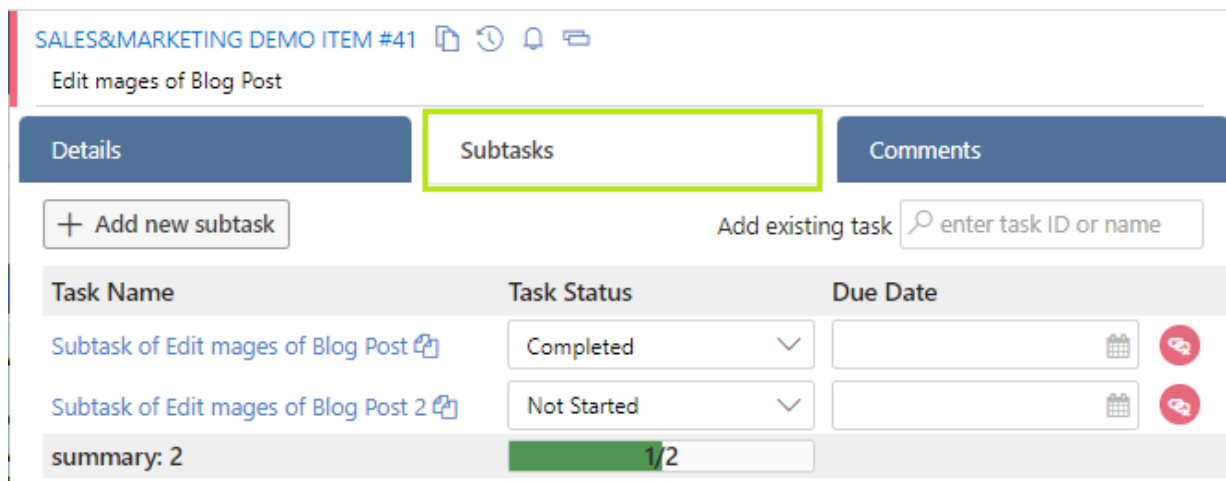 SALES&MARKETING DEMO ITEM #41
Edit mages of Blog Post
Details Subtasks Comments
+ Add new subtask Add existing task enter task ID or name
Task Name Task Status Due Date
Subtask of Edit mages of Blog Post Completed
Subtask of Edit mages of Blog Post 2 Not Started
summary: 2 1/2